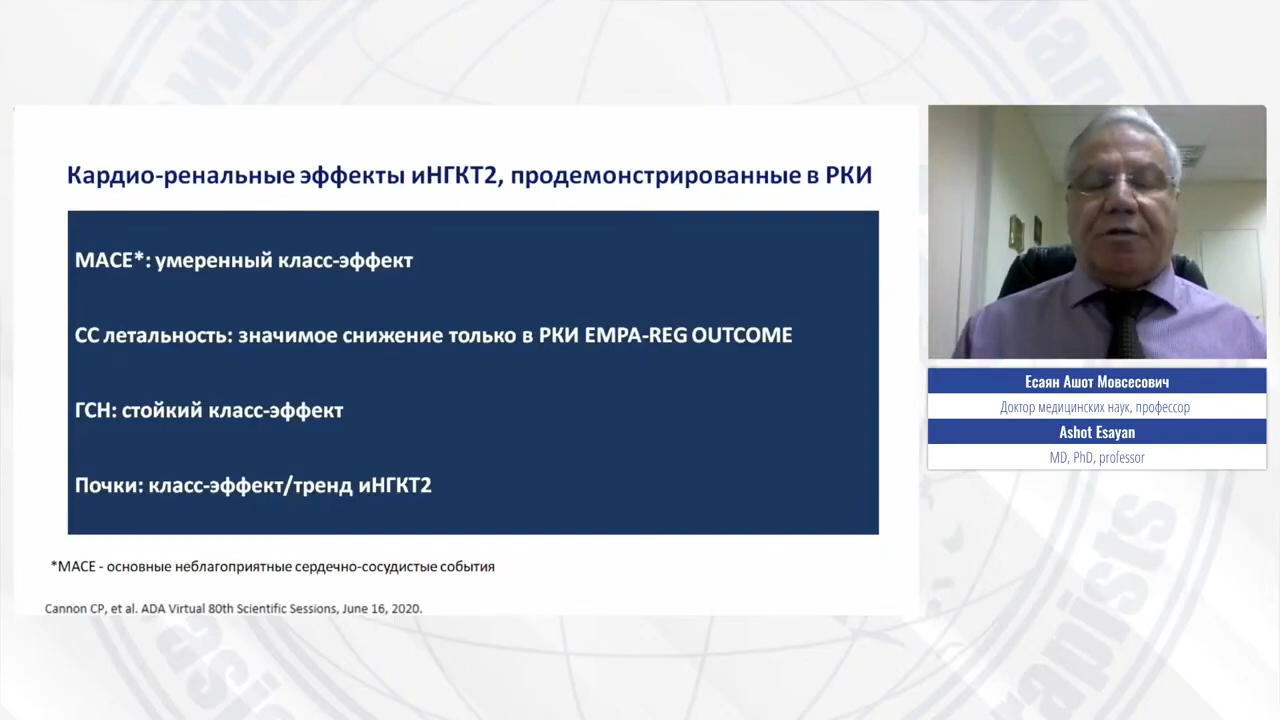 Кардио-ренальные эффекты иНГКТ2, продемонстрированные в РКИ
MACE*: умеренный класс-эффект
СС летальность: значимое снижение только в РКИ EMPA-REG OUTCOME
ГСН: стойкий класс-эффект
Почки: класс-эффект/тренд иНГКТ2
*MACE - основные неблагоприятные сердечно-сосудистые события
Cannon CP, et al. ADA Virtual 80th Scientific Sessions, June 16, 2020.
Есаян Ашот Мовсесович
Доктор медицинских наук, профессор
Ashot Esayan
MD, PhD, professor